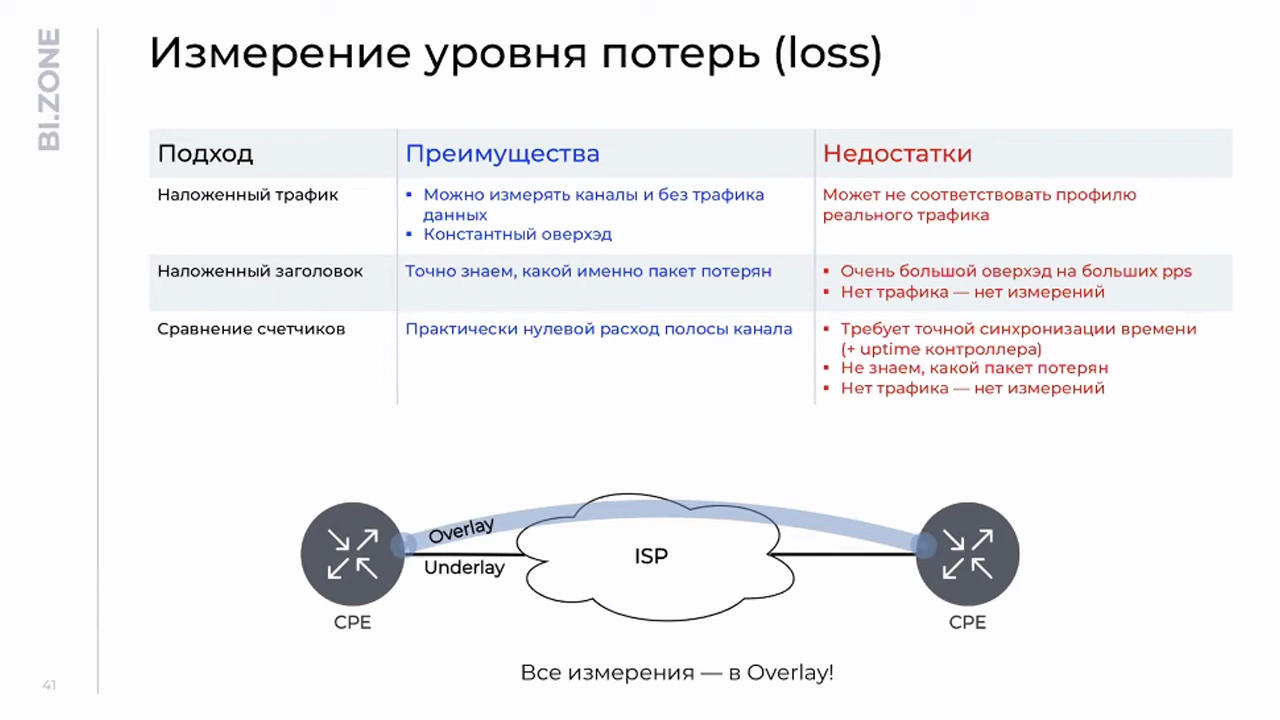 BI.ZONE
Измерение уровня потерь (loss)
Подход
Преимущества
Недостатки
Наложенный трафик
▪ Можно измерять каналы и без трафика
данных
▪ Константный оверхэд
Может не соответствовать профилю
реального трафика
Наложенный заголовок
Точно знаем, какой именно пакет потерян
▪ Очень большой оверхэд на больших pps
▪ Нет трафика — нет измерений
Сравнение счетчиков
Практически нулевой расход полосы канала
▪ Требует точной синхронизации времени
(+ uptime контроллера)
▪ Не знаем, какой пакет потерян
▪ Нет трафика — нет измерений
Overlay
Underlay
ISP
CPE
CPE
Все измерения — в Overlay!
41